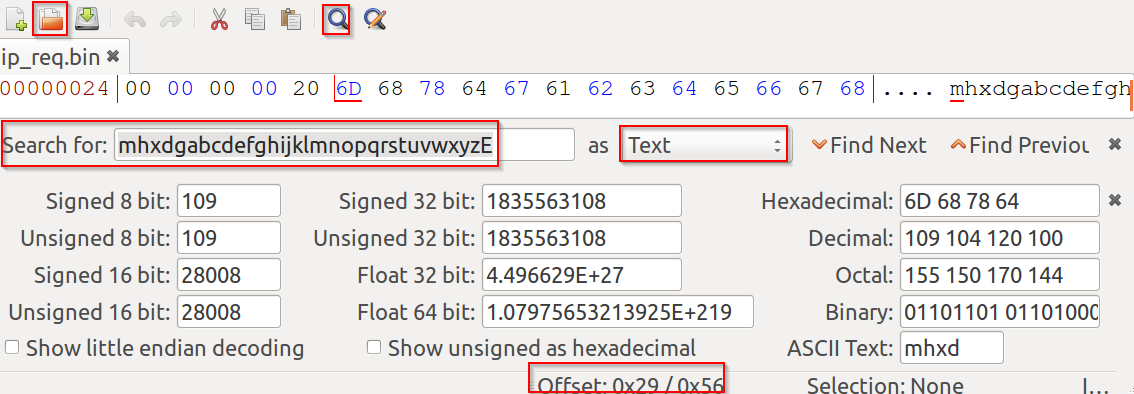 ip_req.bin
00000024 00 00 00 00 20 6D 68 78 64 67 61 62 63 64 65 66 67 68 .... mhxdgabcdefgh
Search for: mhxdgabcdefghijklmnopqrstuvwxyzE as Text Find Next Find Previou
Signed 8 bit: 109 Signed 32 bit: 1835563108 Hexadecimal: 6D 68 78 64
Unsigned 8 bit: 109 Unsigned 32 bit: 1835563108 Decimal: 109 104 120 100
Signed 16 bit: 28008 Float 32 bit: 4.496629E+27 Octal: 155 150 170 144
Unsigned 16 bit: 28008 Float 64 bit: 1.07975653213925E+219 Binary: 01101101 01101000
Show little endian decoding Show unsigned as hexadecimal ASCII Text: mhxd
Offset: 0x29 / 0x56 Selection: None I...